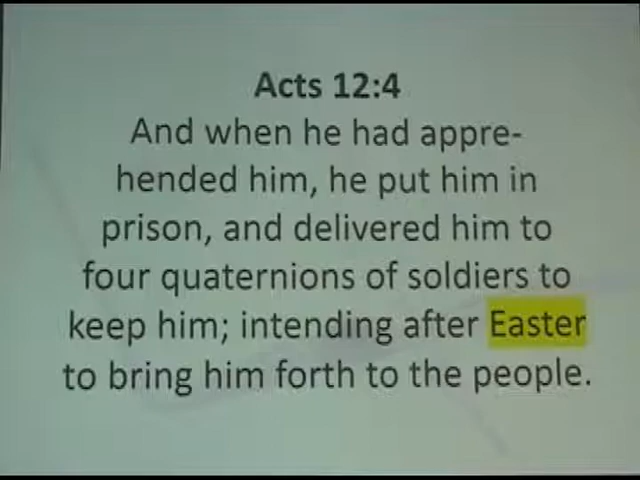 Acts 12:4
And when he had appre-
hended him, he put him in
prison, and delivered him to
four quaternions of soldiers to
keep him; intending after Easter
to bring him forth to the people.